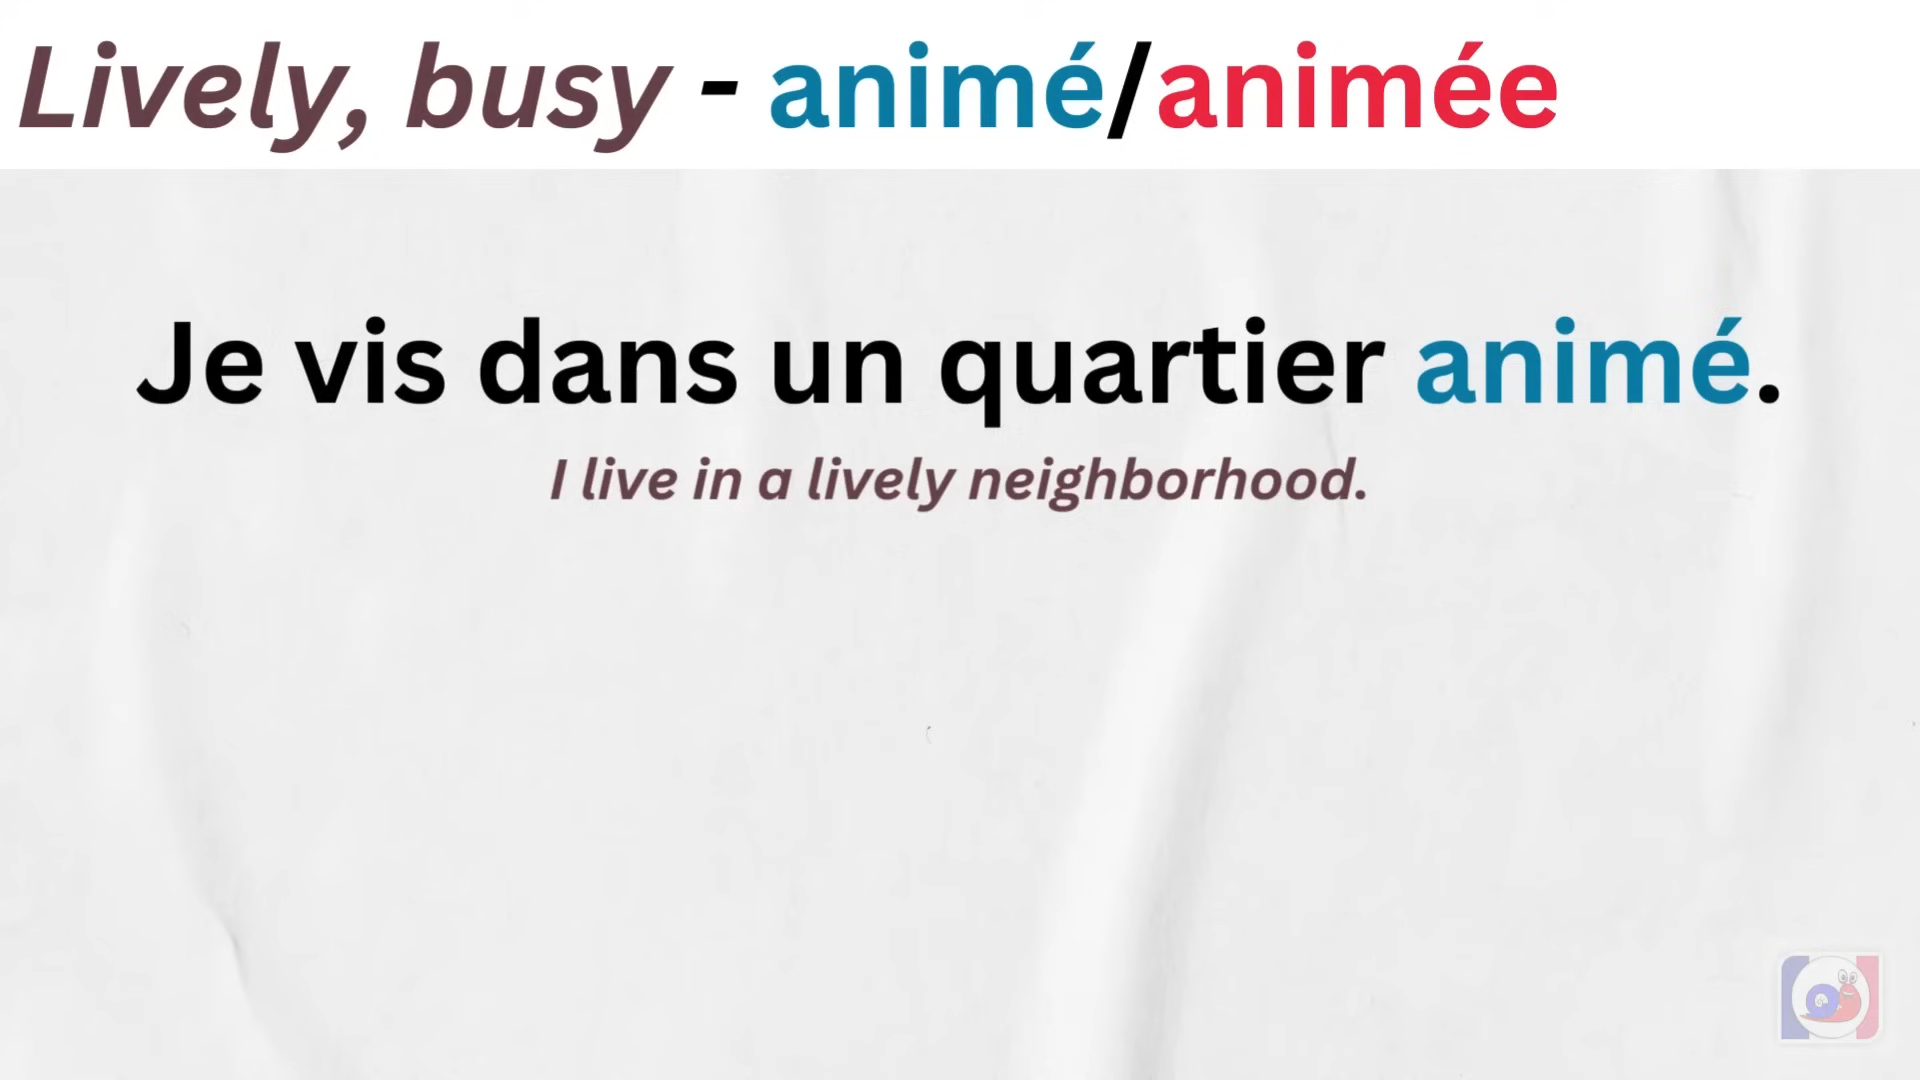 Lively, busy - animé/animée
Je vis dans un quartier animé.
I live in a lively neighborhood.